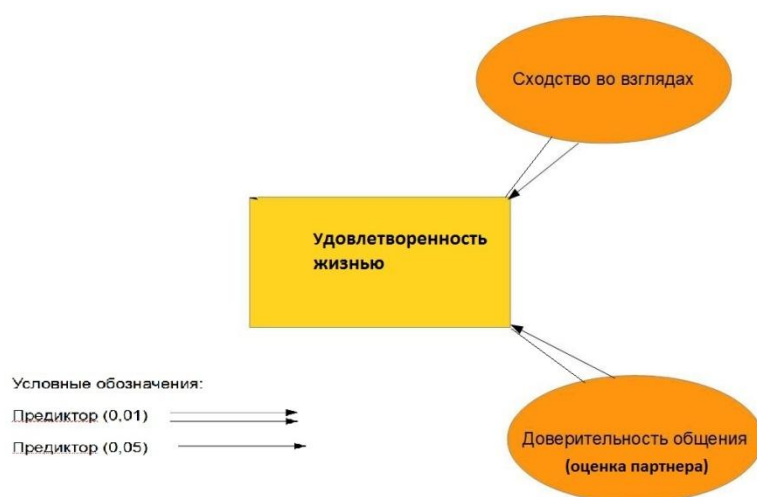 Сходство во взглядах
Удовлетворенность
жизнью
Условные обозначения:
Предиктор (0,01)
Предиктор (0,05)
Доверительность общения
(оценка партнера)